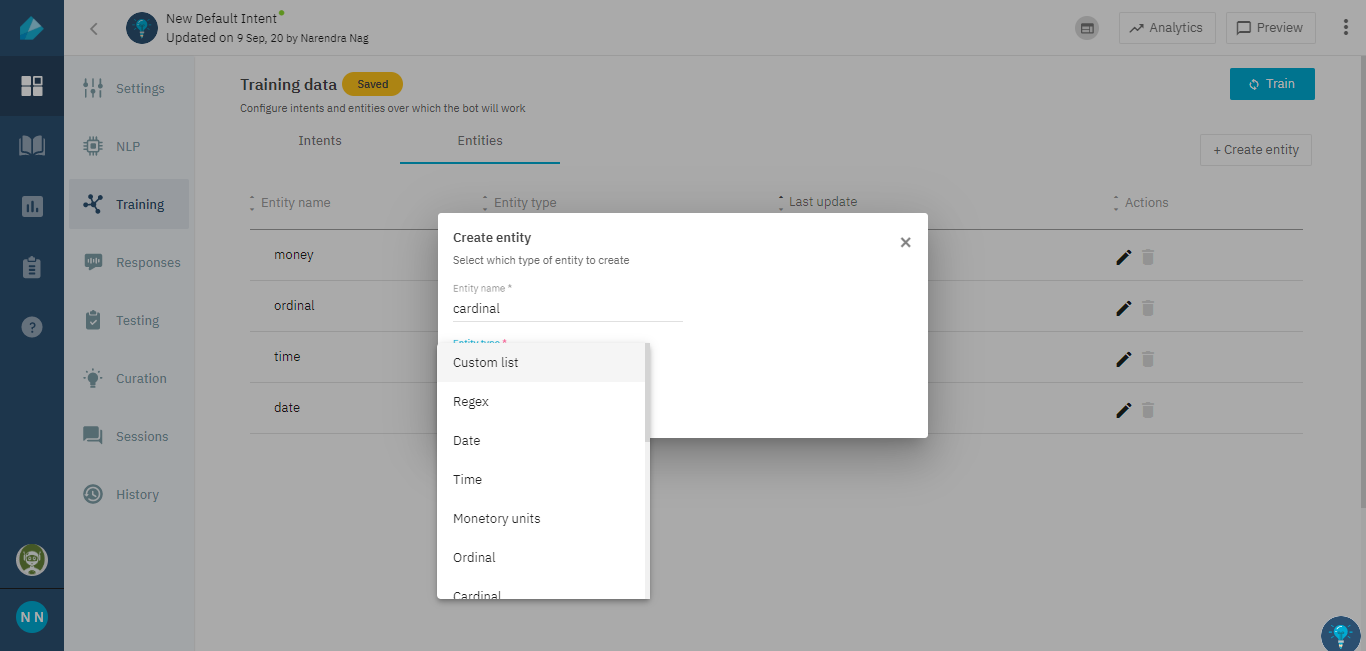 New Default Intent
Updated on 9 Sep, 20 by Narendra Nag
Analytics
Preview
Settings
NLP
Training
Responses
Testing
Curation
Sessions
History
Training data Saved
Train
Configure intents and entities over which the bot will work
Intents Entities
+ Create entity
Entity name Entity type Last update Actions
money
ordinal
time
date
Create entity
Select which type of entity to create
Entity name *
cardinal
Entity type *
Custom list
Regex
Date
Time
Monetory units
Ordinal
Cardinal
N N